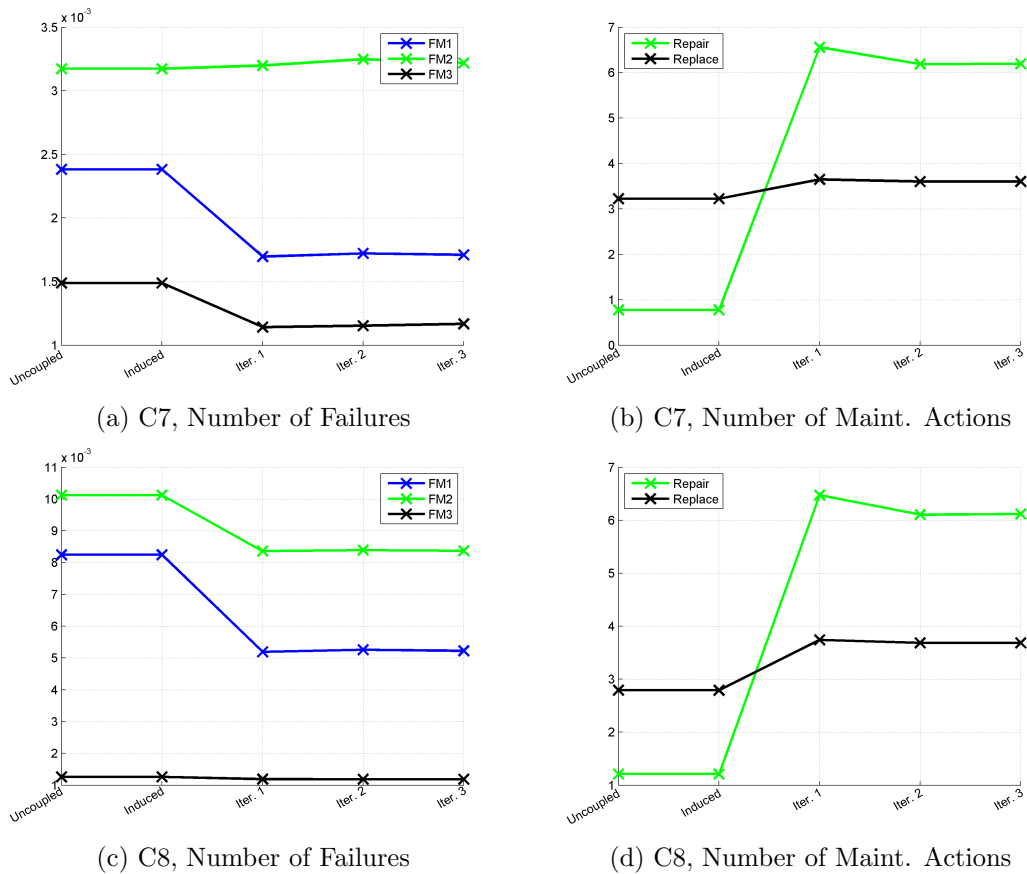 x 10⁻³
3.5
3
2.5
2
1.5
1
FM1
FM2
FM3
Uncoupled
Induced
Iter. 1
Iter. 2
Iter. 3
(a) C7, Number of Failures
7
6
5
4
3
2
1
0
Repair
Replace
Uncoupled
Induced
Iter. 1
Iter. 2
Iter. 3
(b) C7, Number of Maint. Actions
x 10⁻³
11
10
9
8
7
6
5
4
3
2
1
FM1
FM2
FM3
Uncoupled
Induced
Iter. 1
Iter. 2
Iter. 3
(c) C8, Number of Failures
7
6
5
4
3
2
1
Repair
Replace
Uncoupled
Induced
Iter. 1
Iter. 2
Iter. 3
(d) C8, Number of Maint. Actions